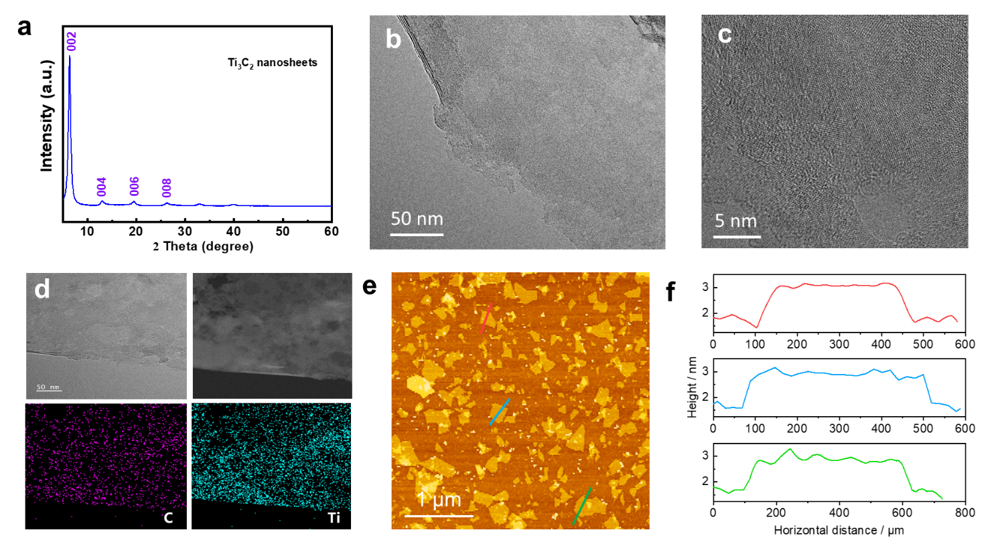 a
002
Ti3C2 nanosheets
Intensity (a.u.)
004
006
008
10 20 30 40 50 60
2 Theta (degree)
b
50 nm
c
5 nm
d
50 nm
C
Ti
e
1 μm
f
3
2
0 100 200 300 400 500 600
Height / nm
3
2
0 100 200 300 400 500 600
3
2
0 200 400 600 800
Horizontal distance / μm